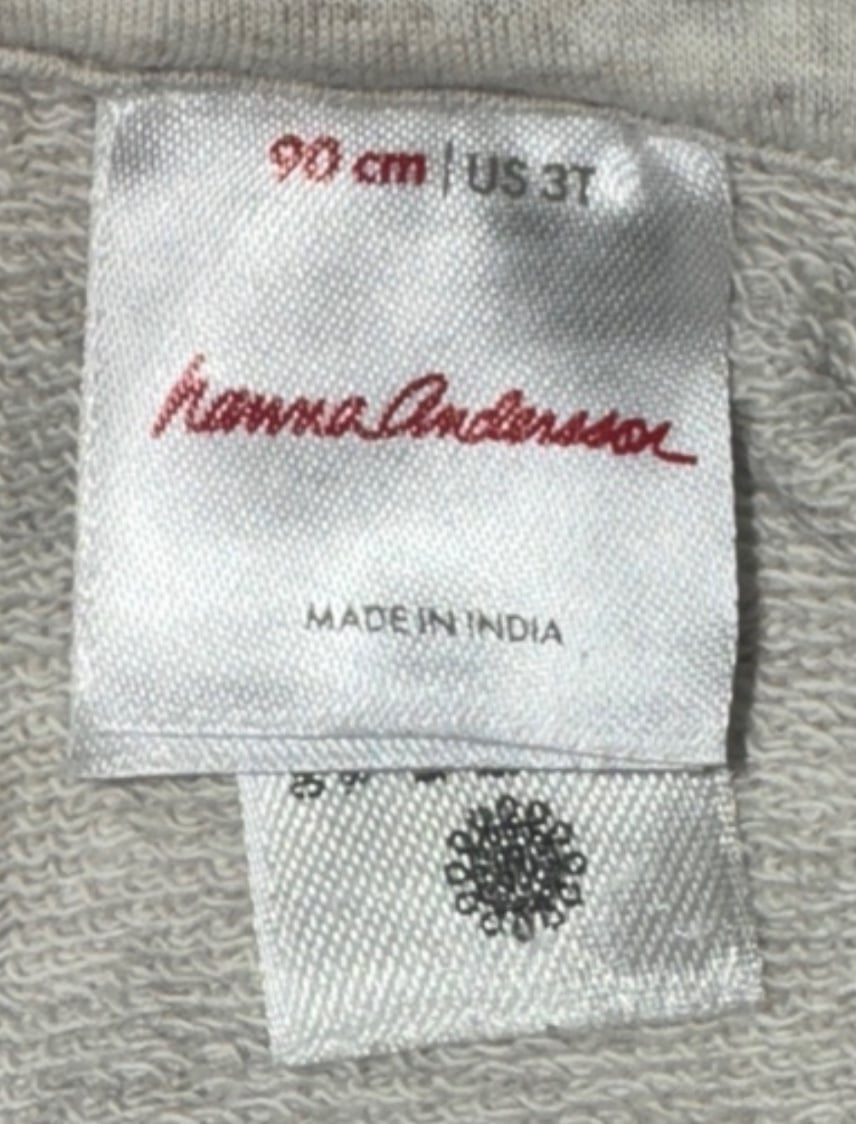 90 cm | US 3T
hanna Andersson
MADE IN INDIA